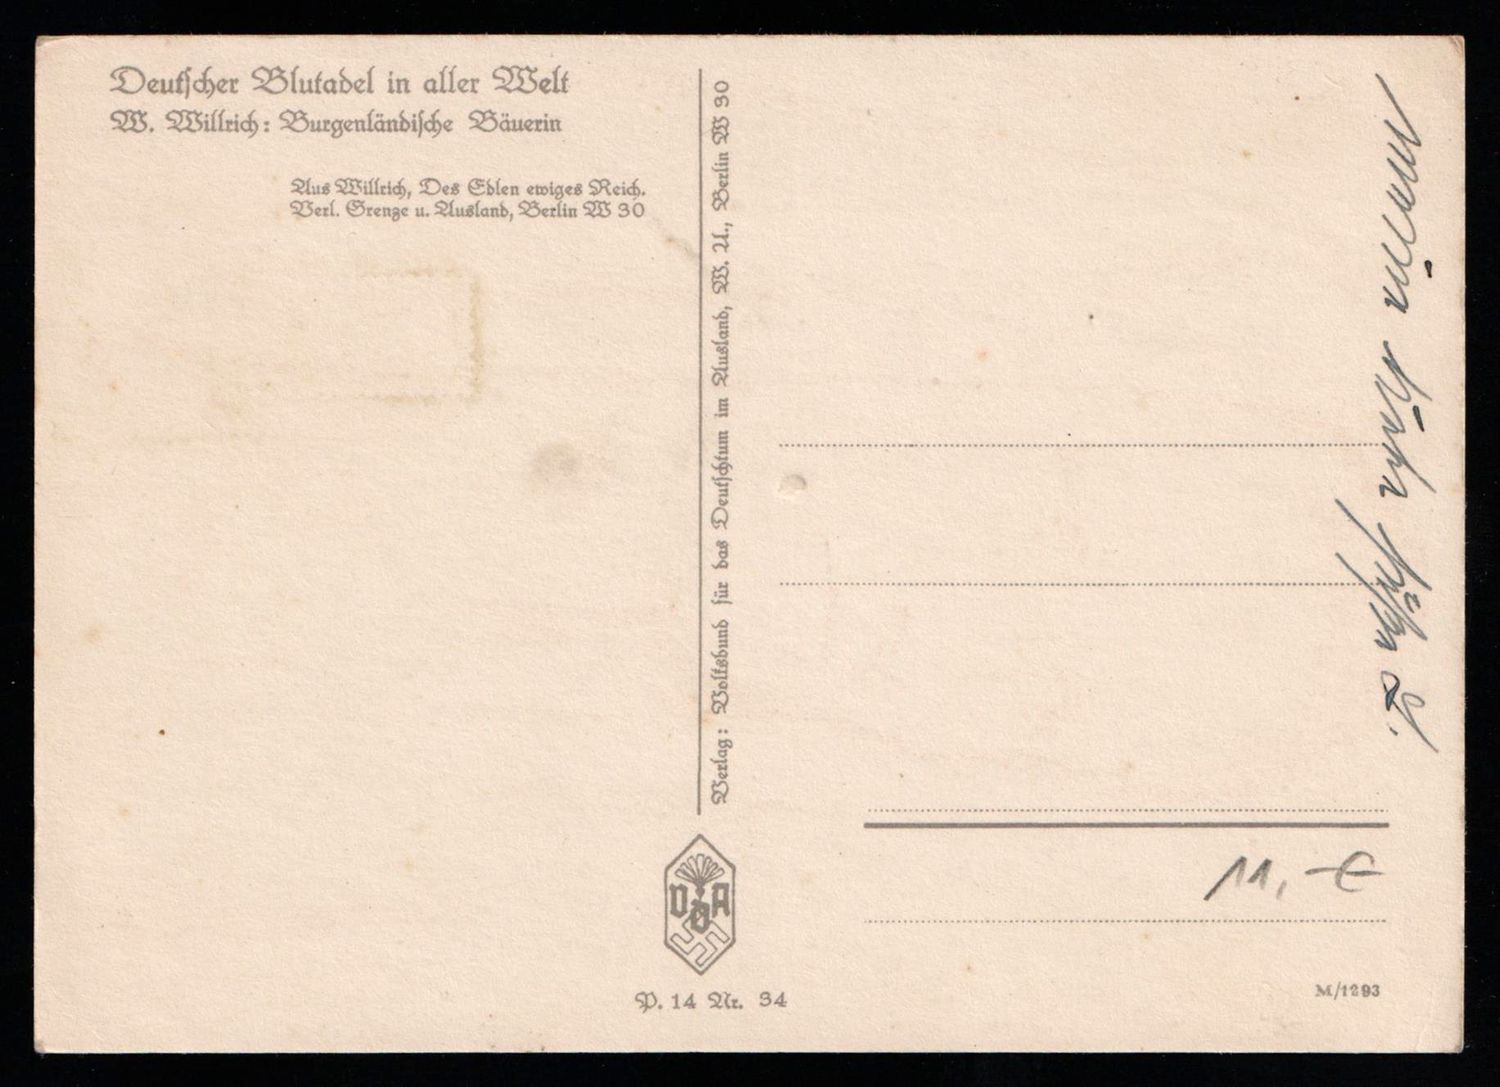 Deutscher Blutadel in aller Welt
W. Willrich: Burgenländische Bäuerin
Aus Willrich, Des Edlen ewiges Reich.
Verl. Grenze u. Ausland, Berlin W 30
Verlag: Volksbund für das Deutschtum im Ausland, W. U., Berlin W 30
VDA
P. 14 Nr. 34
11,-€
M/1293